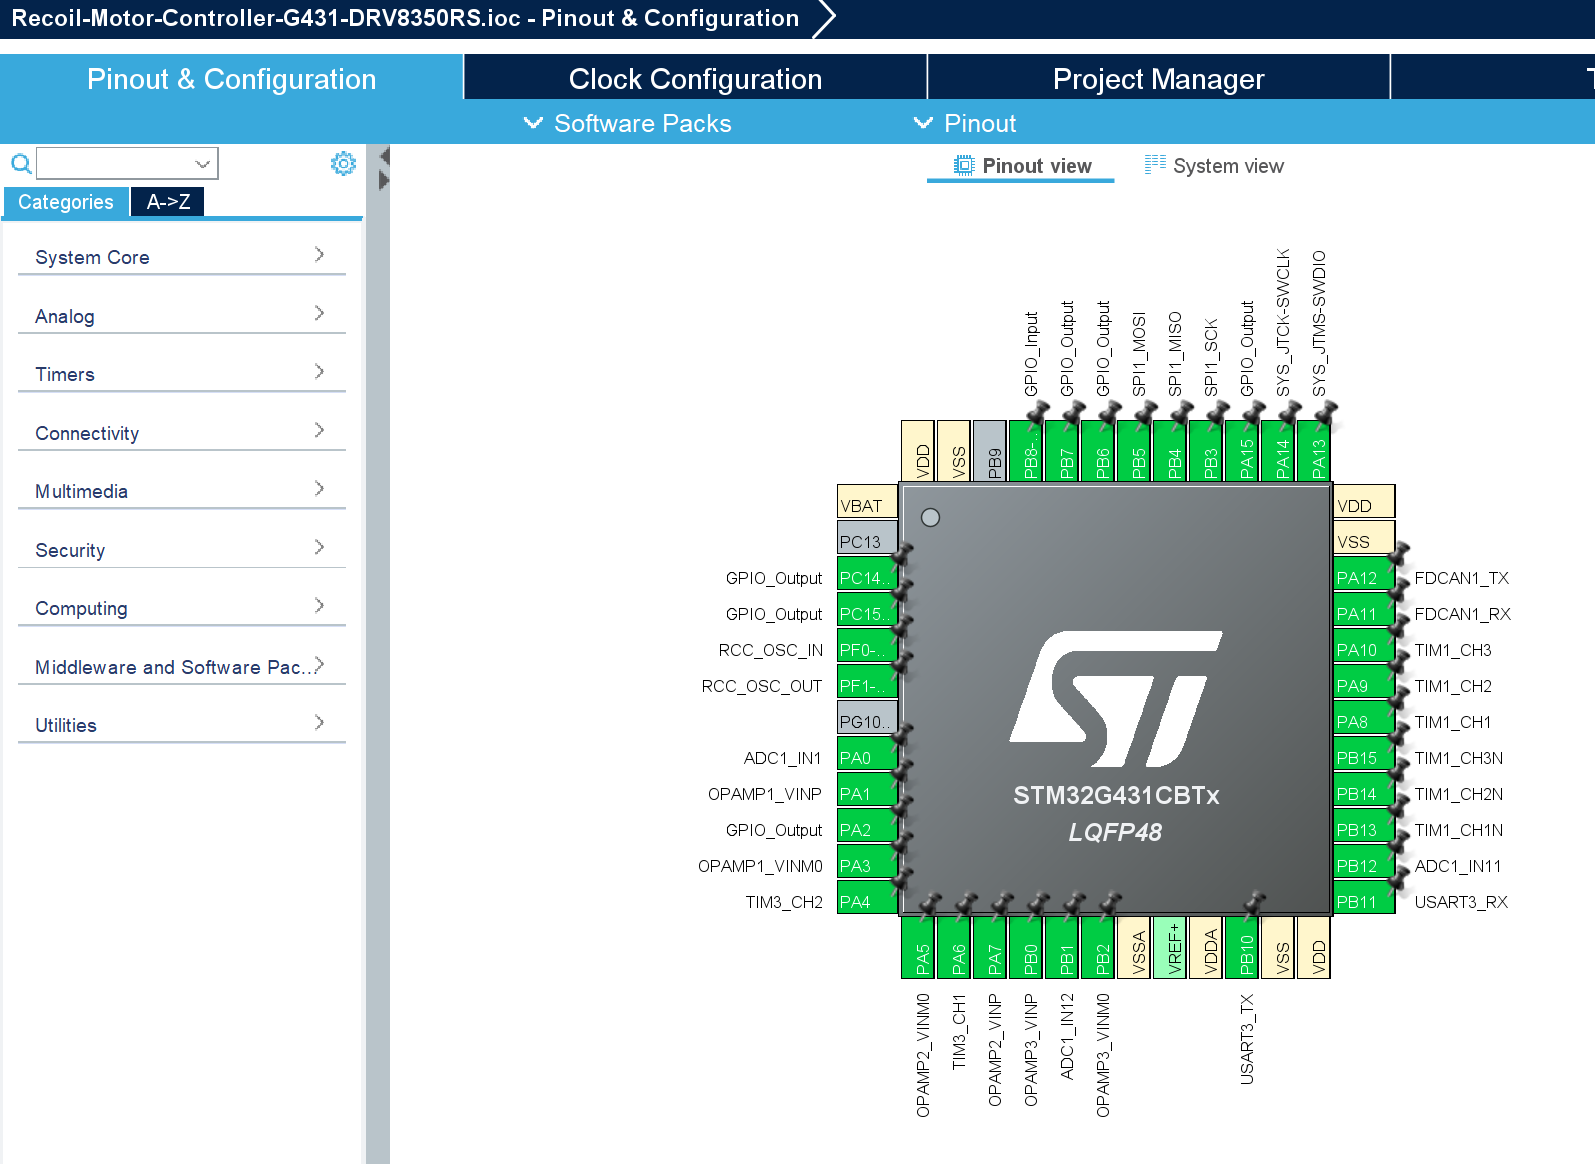 Recoil-Motor-Controller-G431-DRV8350RS.ioc - Pinout & Configuration
Pinout & Configuration
Clock Configuration
Project Manager
Software Packs
Pinout
Pinout view
System view
Categories
A->Z
System Core
Analog
Timers
Connectivity
Multimedia
Security
Computing
Middleware and Software Pac...
Utilities
GPIO_Input
GPIO_Output
GPIO_Output
SPI1_MOSI
SPI1_MISO
SPI1_SCK
GPIO_Output
SYS_JTCK-SWCLK
SYS_JTMS-SWDIO
VDD
VSS
PB9
PB8-..
PB7
PB6
PB5
PB4
PB3
PA15
PA14
PA13
VBAT
PC13
GPIO_Output PC14..
GPIO_Output PC15..
RCC_OSC_IN PF0-..
RCC_OSC_OUT PF1-..
PG10..
ADC1_IN1 PA0
OPAMP1_VINP PA1
GPIO_Output PA2
OPAMP1_VINM0 PA3
TIM3_CH2 PA4
STM32G431CBTx
LQFP48
VDD
VSS
PA12 FDCAN1_TX
PA11 FDCAN1_RX
PA10 TIM1_CH3
PA9 TIM1_CH2
PA8 TIM1_CH1
PB15 TIM1_CH3N
PB14 TIM1_CH2N
PB13 TIM1_CH1N
PB12 ADC1_IN11
PB11 USART3_RX
PA5
PA6
PA7
PB0
PB1
PB2
VSSA
VREF+
VDDA
PB10
VSS
VDD
OPAMP2_VINM0
TIM3_CH1
OPAMP2_VINP
OPAMP3_VINP
ADC1_IN12
OPAMP3_VINM0
USART3_TX